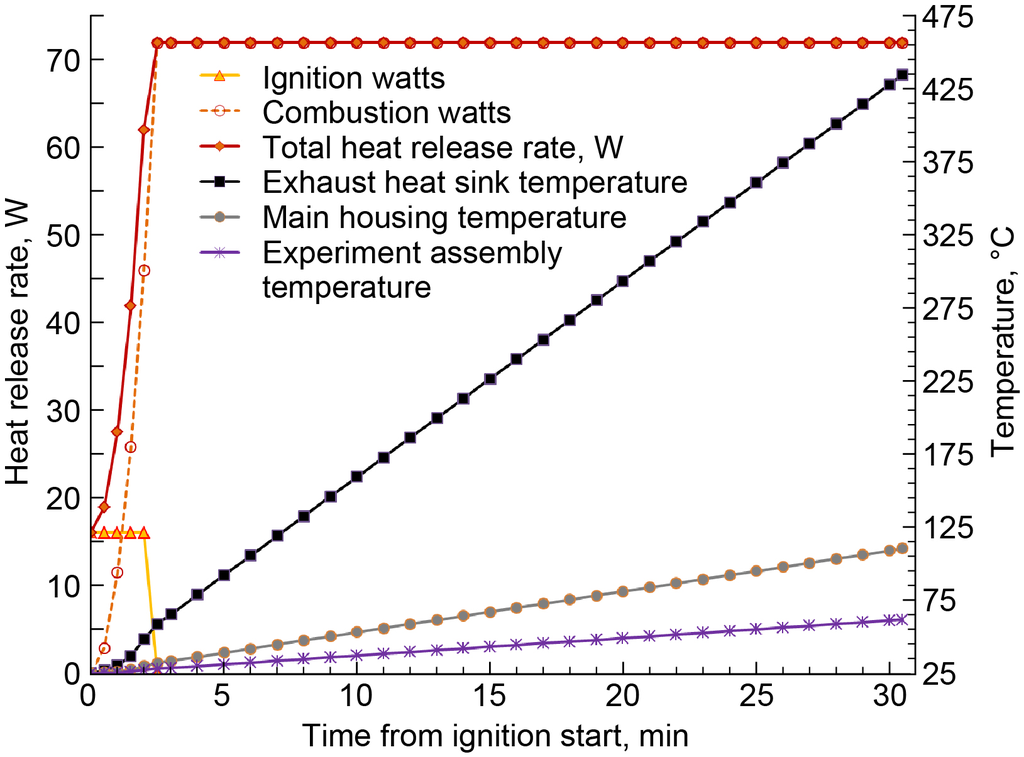 Heat release rate, W
70
60
50
40
30
20
10
0
Ignition watts
Combustion watts
Total heat release rate, W
Exhaust heat sink temperature
Main housing temperature
Experiment assembly
temperature
475
425
375
325
275
225
175
125
75
25
Temperature, °C
0 5 10 15 20 25 30
Time from ignition start, min